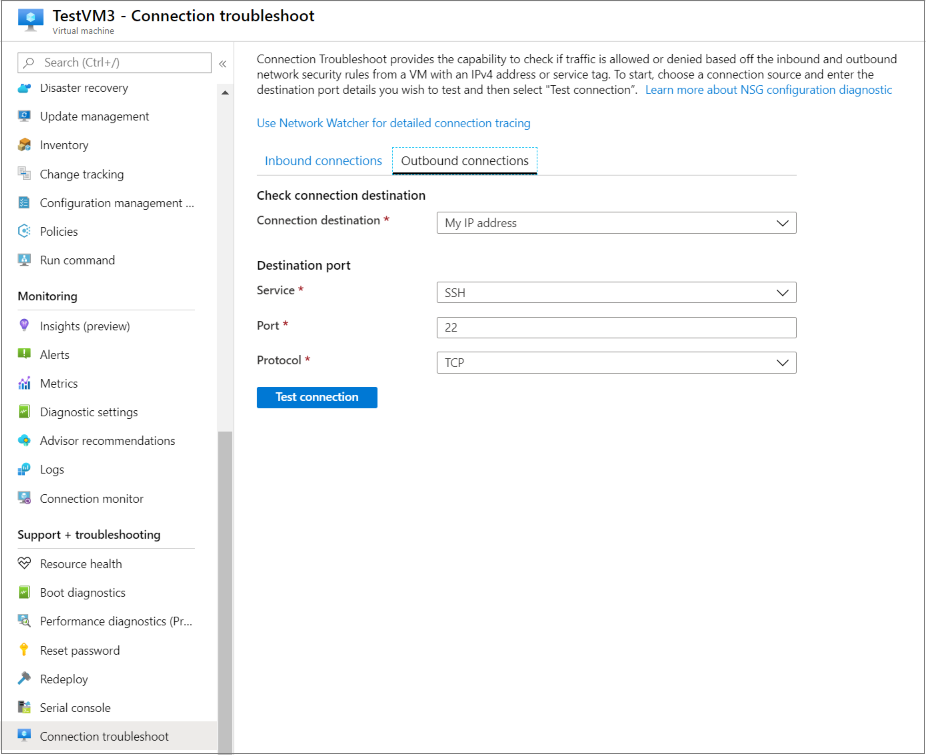 TestVM3 - Connection troubleshoot
Virtual machine
Search (Ctrl+/)
«
Disaster recovery
Update management
Inventory
Change tracking
Configuration management ...
Policies
Run command
Monitoring
Insights (preview)
Alerts
Metrics
Diagnostic settings
Advisor recommendations
Logs
Connection monitor
Support + troubleshooting
Resource health
Boot diagnostics
Performance diagnostics (Pr...
Reset password
Redeploy
Serial console
Connection troubleshoot
Connection Troubleshoot provides the capability to check if traffic is allowed or denied based off the inbound and outbound
network security rules from a VM with an IPv4 address or service tag. To start, choose a connection source and enter the
destination port details you wish to test and then select "Test connection". Learn more about NSG configuration diagnostic
Use Network Watcher for detailed connection tracing
Inbound connections Outbound connections
Check connection destination
Connection destination * My IP address
Destination port
Service * SSH
Port * 22
Protocol * TCP
Test connection